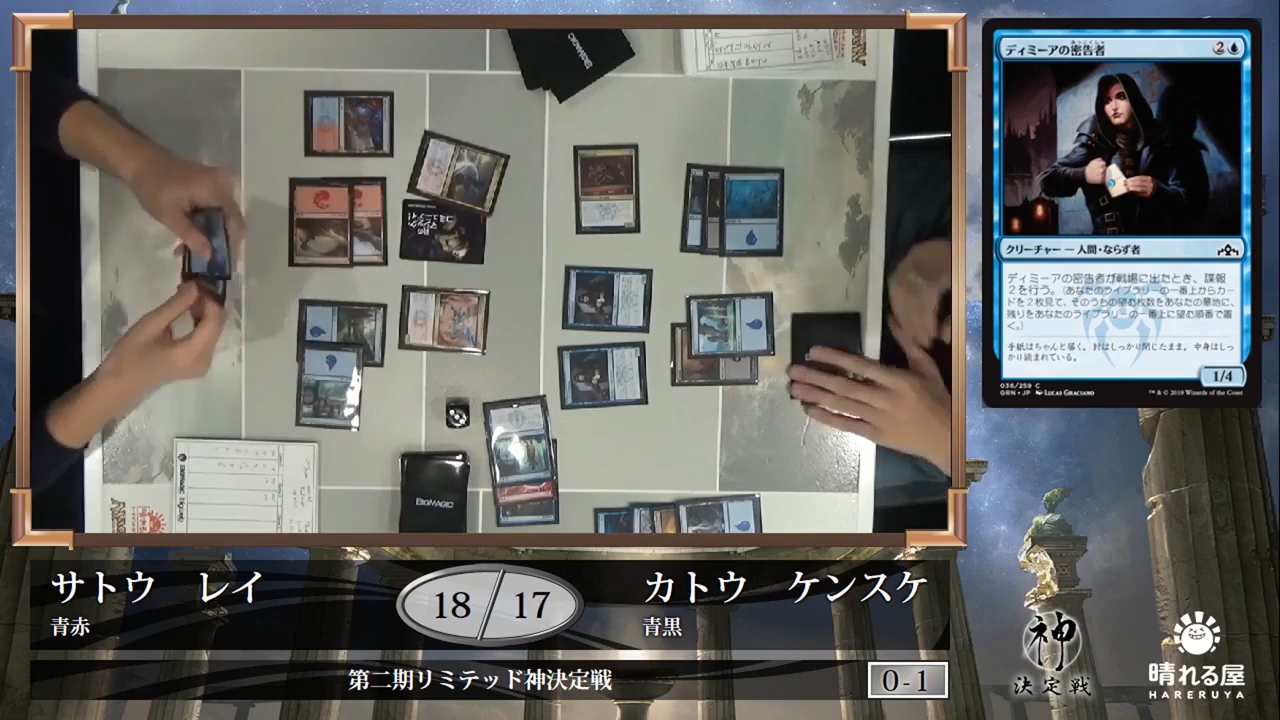 ディミーアの密告者
2
クリーチャー — 人間・ならず者
ディミーアの密告者が戦場に出たとき、諜報
2を行う。(あなたのライブラリーの一番上からカー
ドを2枚見て、そのうちの望む枚数をあなたの墓地に、
残りをあなたのライブラリーの一番上に望む順番で置
く。)
手紙はちゃんと届く。封はしっかり閉じたまま。中身はしっ
かり読まれている。
1/4
036/259 C
GRN • JP LUCAS GRACIANO
™ & © 2018 Wizards of the Coast
BIGMAGIC
サトウ レイ
青赤
18 / 17
カトウ ケンスケ
青黒
第二期リミテッド神決定戦
0-1
神
決定戦
晴れる屋
HARERUYA